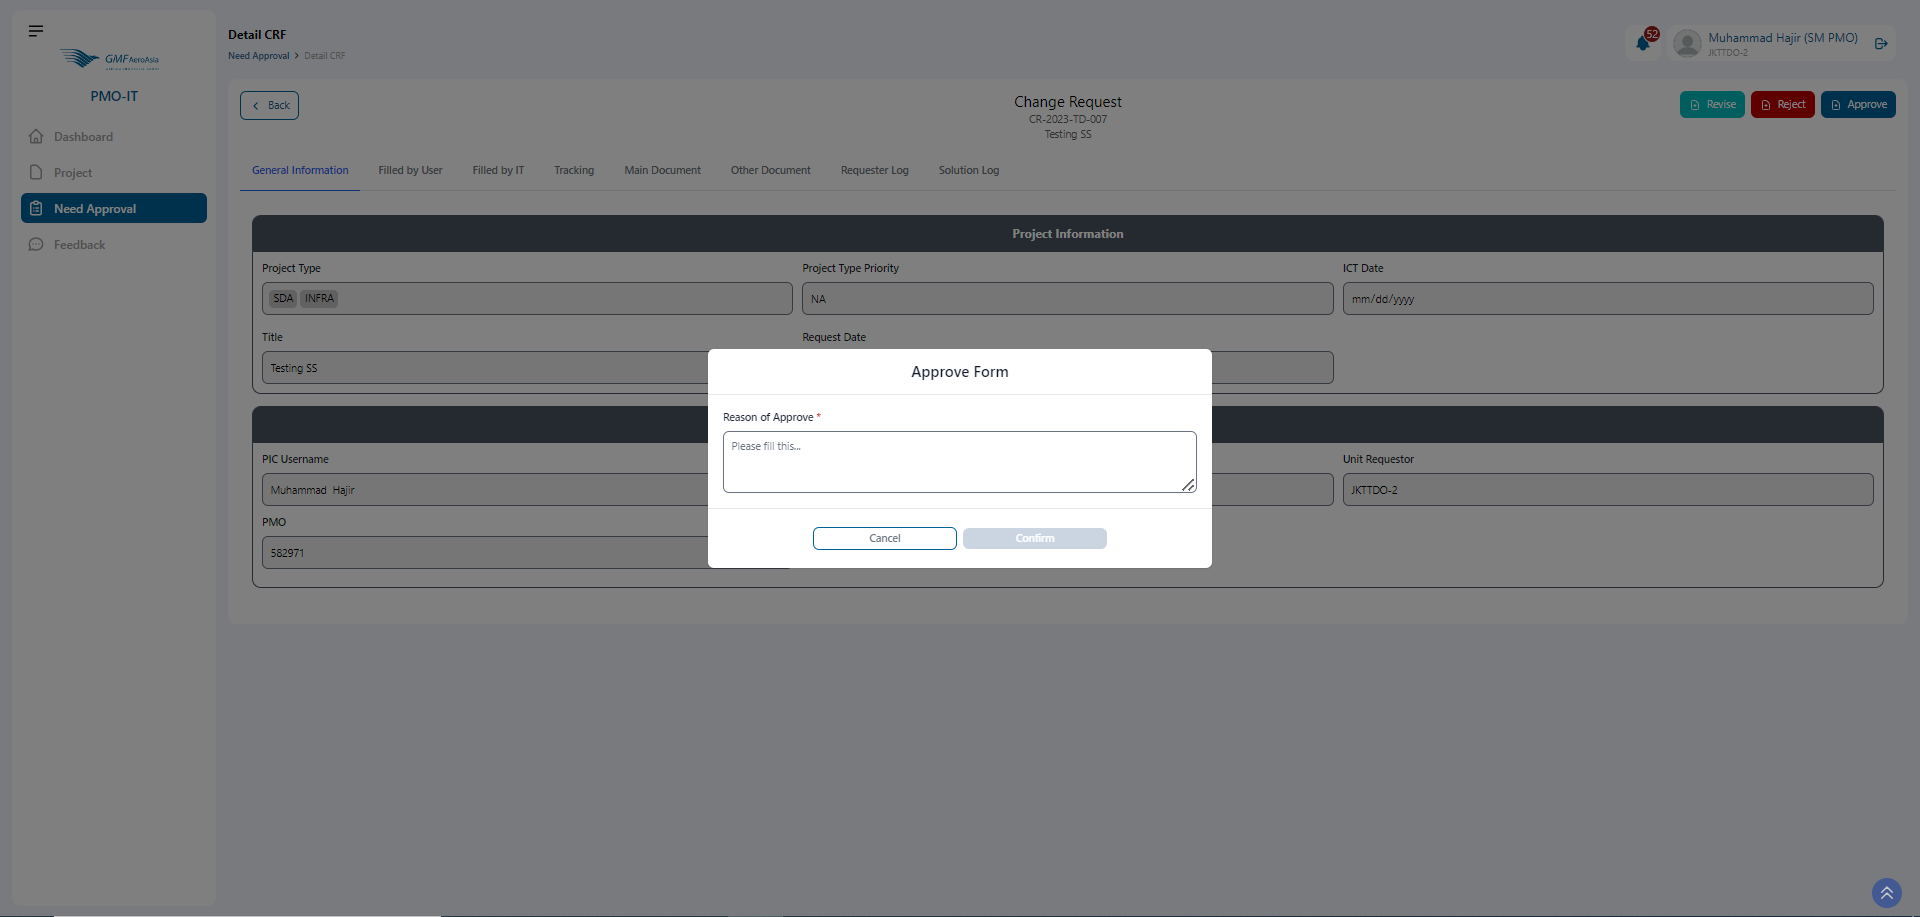 GMF AeroAsia
PMO-IT
Dashboard
Project
Need Approval
Feedback
Detail CRF
Need Approval > Detail CRF
52
Muhammad Hajir (SM PMO)
JKTTDO-2
Back
Change Request
CR-2023-TD-007
Testing SS
Revise
Reject
Approve
General Information
Filled by User
Filled by IT
Tracking
Main Document
Other Document
Requester Log
Solution Log
Project Information
Project Type
SDA INFRA
Project Type Priority
NA
ICT Date
mm/dd/yyyy
Title
Testing SS
Request Date
PIC Username
Muhammad Hajir
Unit Requestor
JKTTDO-2
PMO
582971
Approve Form
Reason of Approve *
Please fill this...
Cancel
Confirm